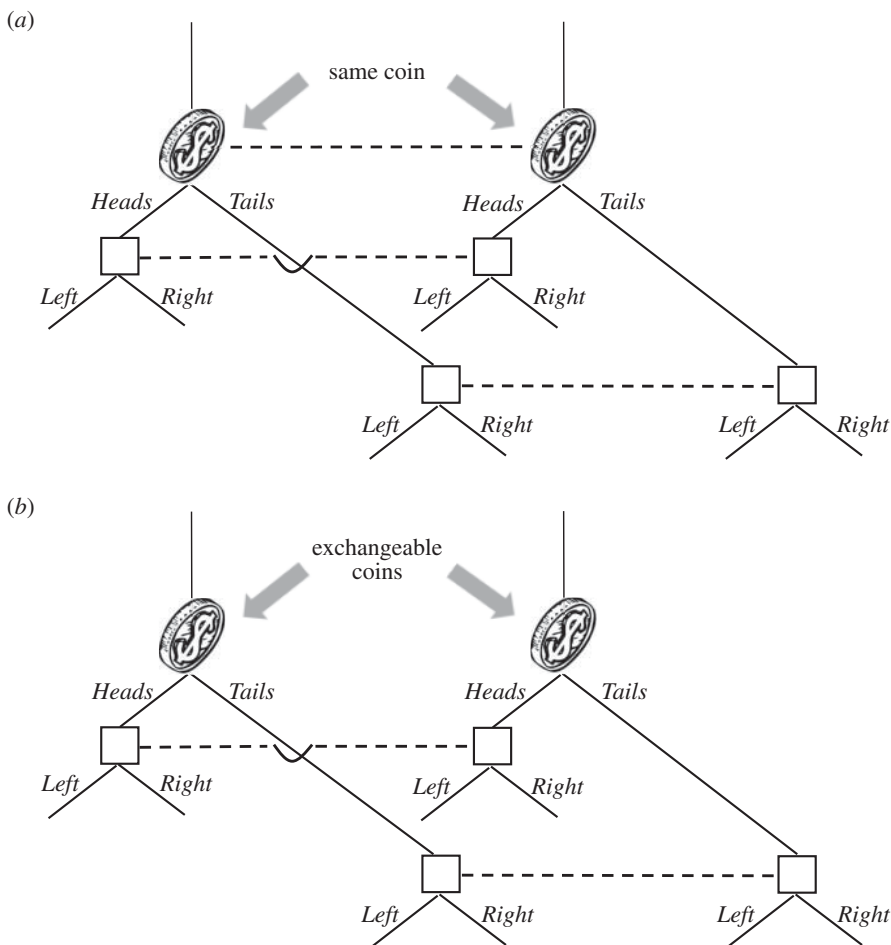 (a)
same coin
Heads Tails Heads Tails
Left Right Left Right
Left Right Left Right
(b)
exchangeable
coins
Heads Tails Heads Tails
Left Right Left Right
Left Right Left Right